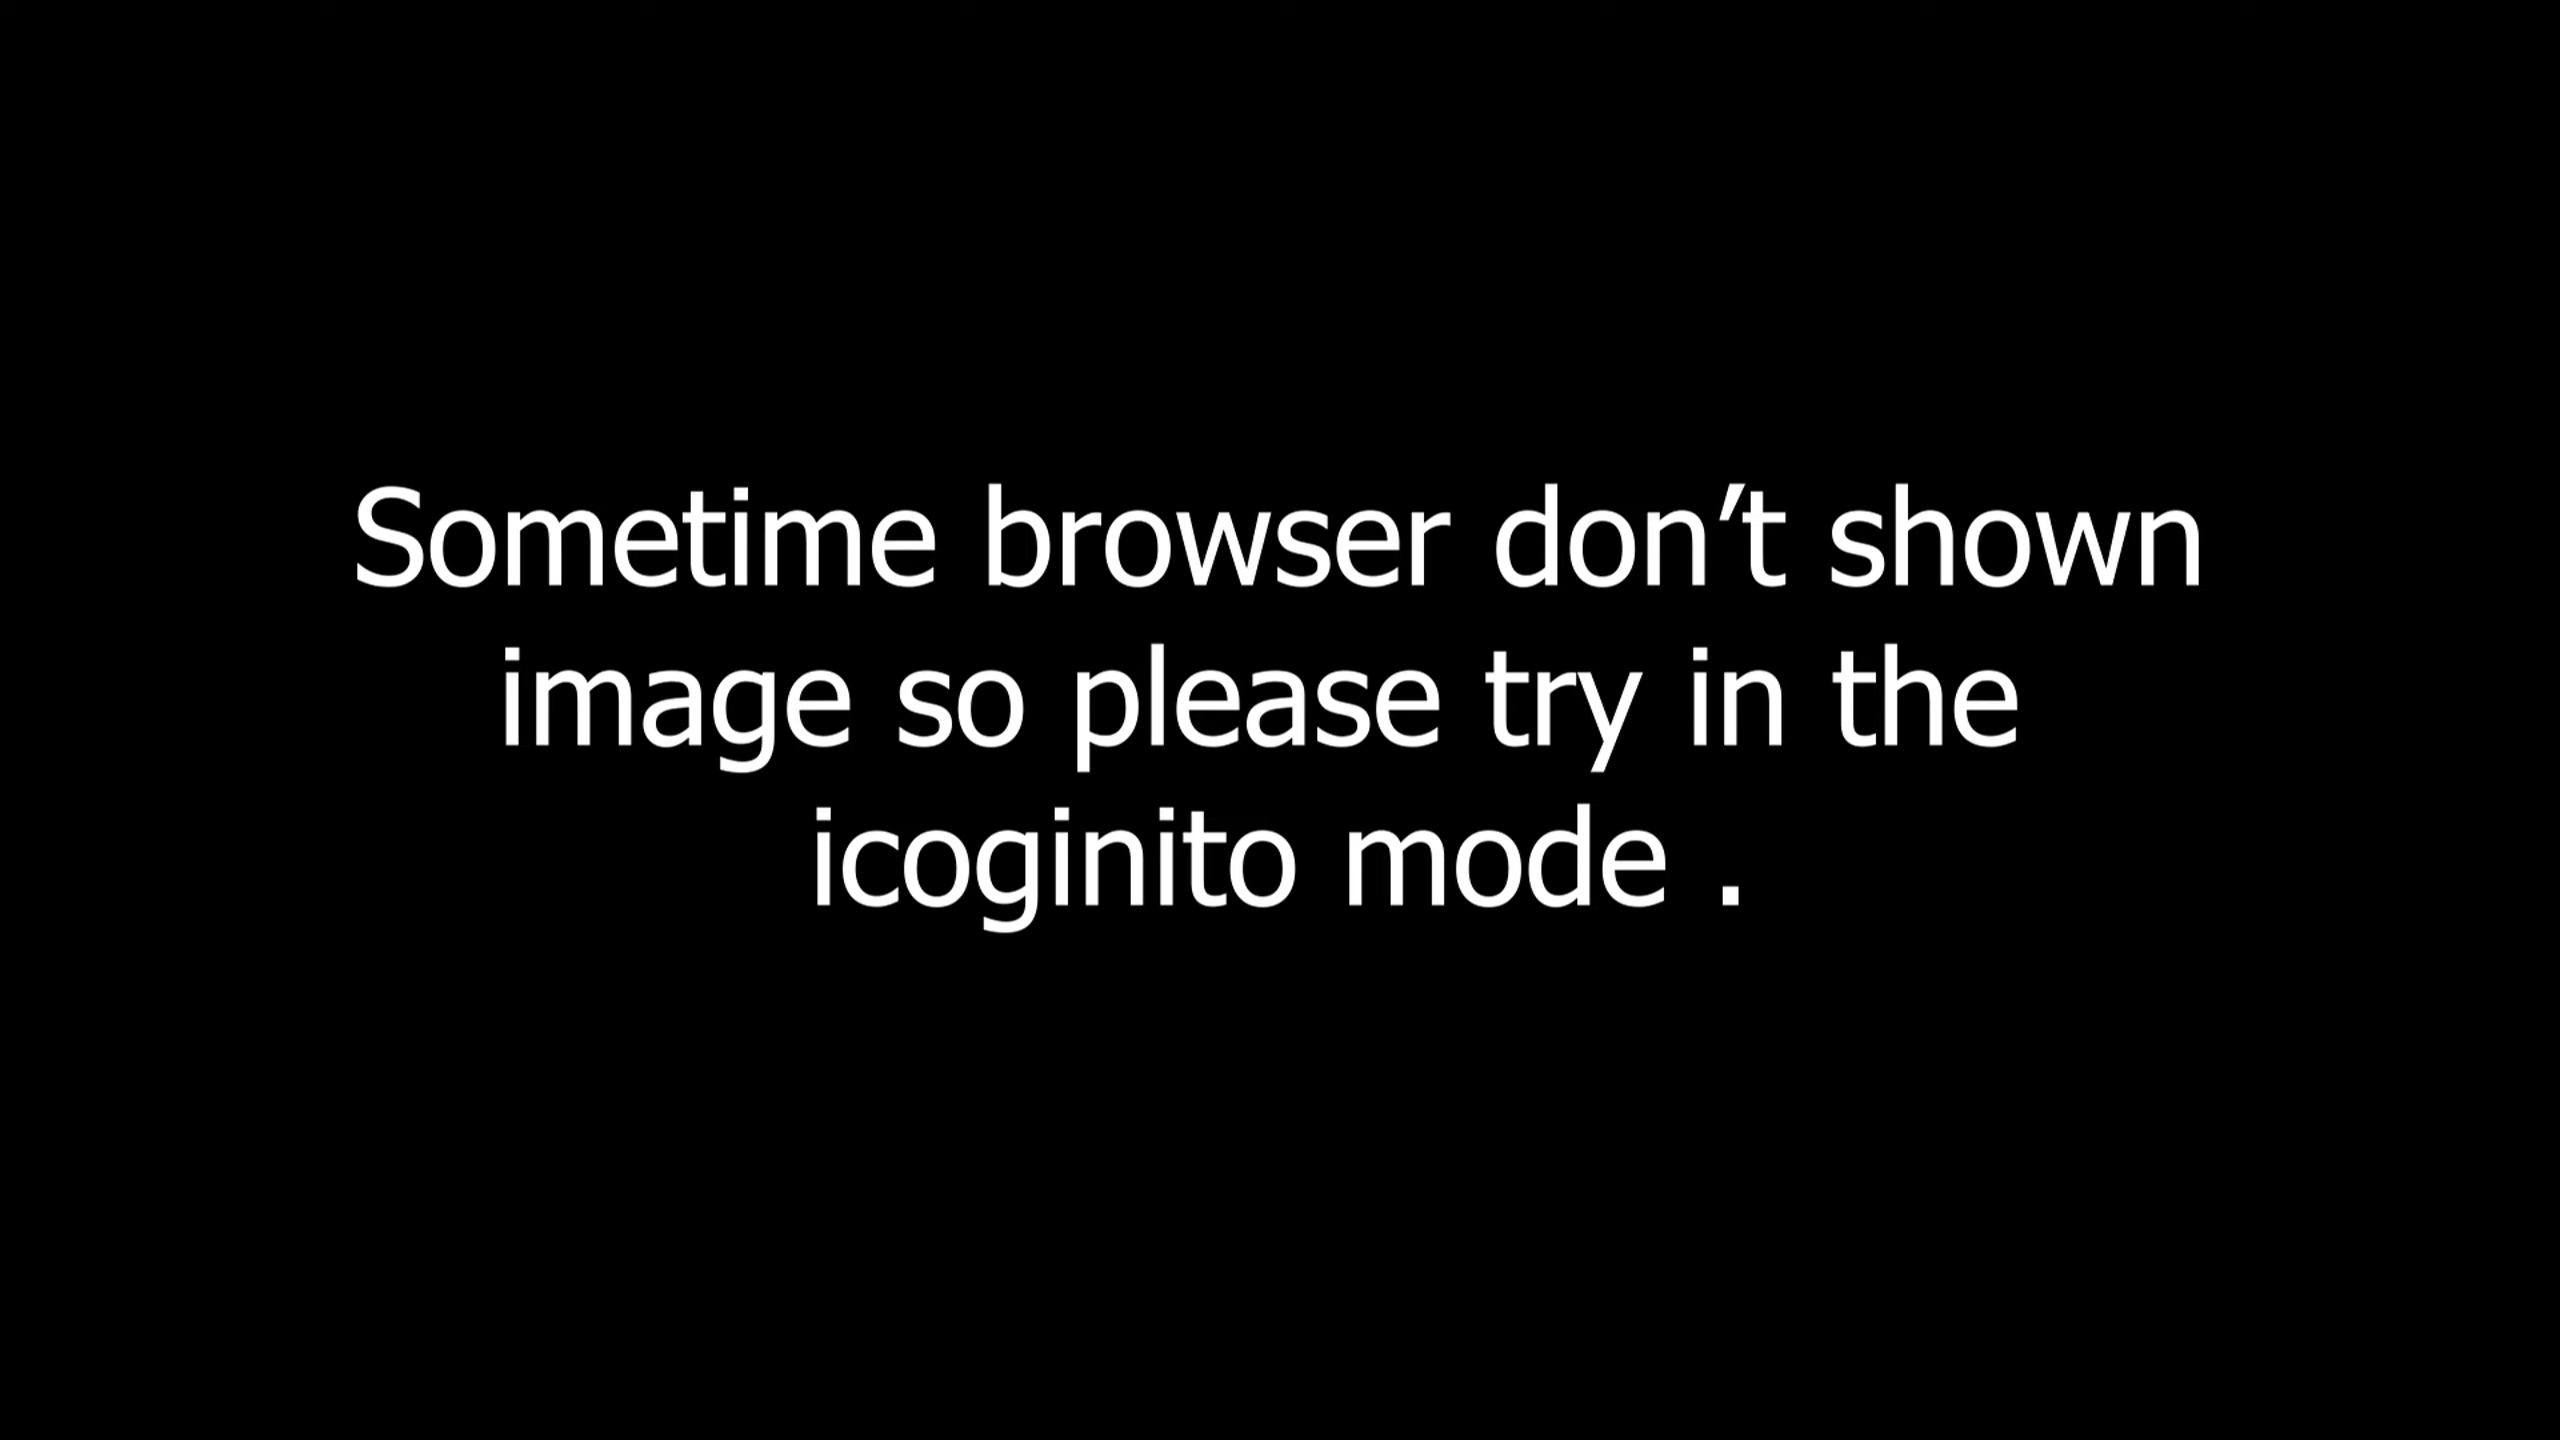 Sometime browser don’t shown
image so please try in the
icoginito mode .